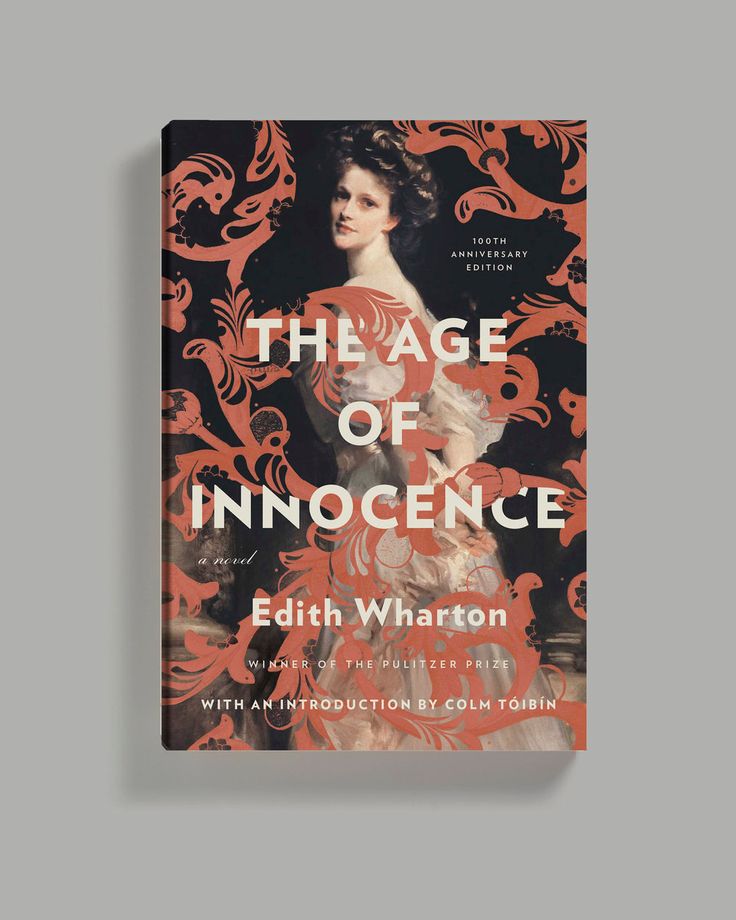 100TH
ANNIVERSARY
EDITION
THE AGE
OF
INNOCENCE
a novel
Edith Wharton
WINNER OF THE PULITZER PRIZE
WITH AN INTRODUCTION BY COLM TÓIBÍN